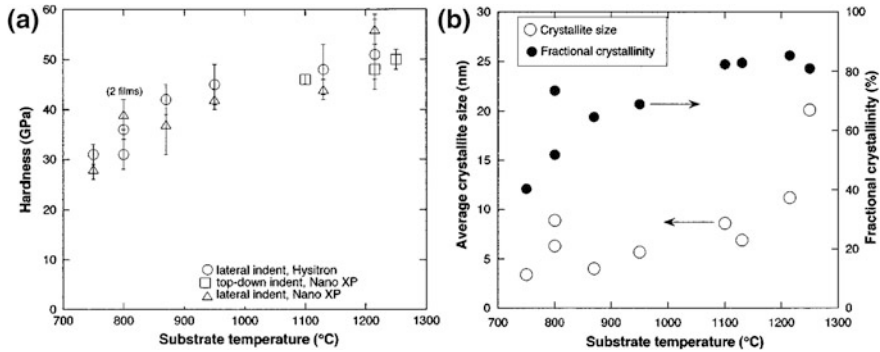 (a)
60
50
40
30
20
10
0
Hardness (GPa)
(2 films)
lateral indent, Hysitron
top-down indent, Nano XP
lateral indent, Nano XP
700 800 900 1000 1100 1200 1300
Substrate temperature (°C)
(b)
30
25
20
15
10
5
0
Average crystallite size (nm)
Crystallite size
Fractional crystallinity
100
80
60
40
20
0
Fractional crystallinity (%)
700 800 900 1000 1100 1200 1300
Substrate temperature (°C)